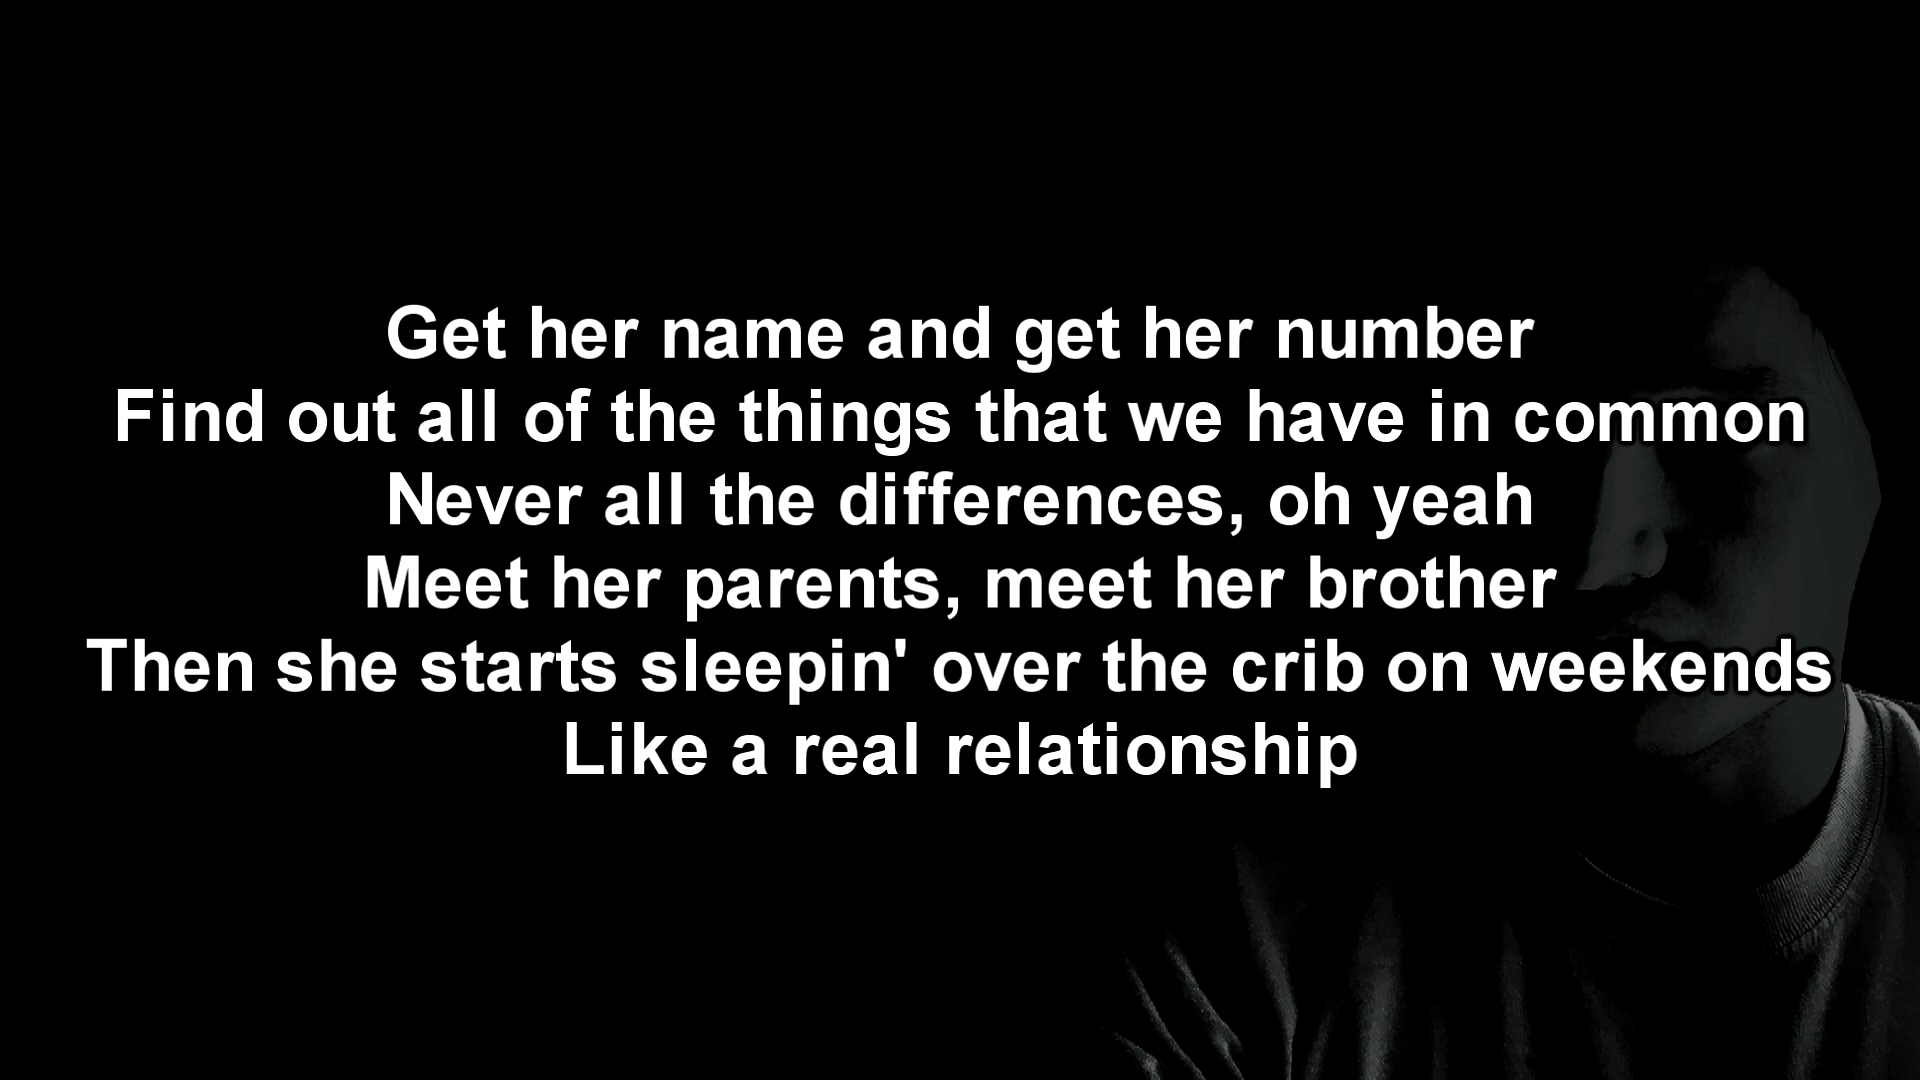 Get her name and get her number
Find out all of the things that we have in common
Never all the differences, oh yeah
Meet her parents, meet her brother
Then she starts sleepin' over the crib on weekends
Like a real relationship